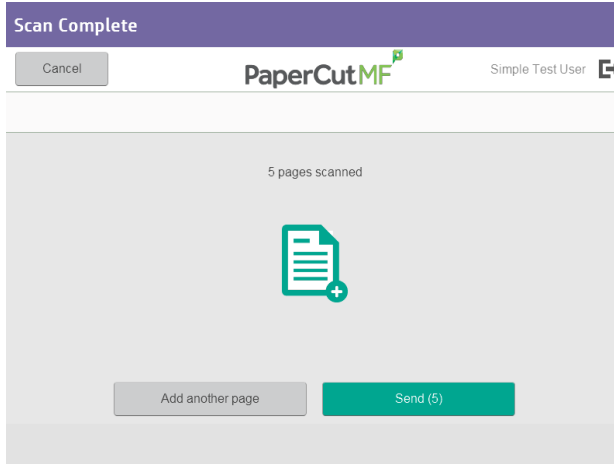 Scan Complete
Cancel
PaperCutMF
Simple Test User
5 pages scanned
Add another page
Send (5)